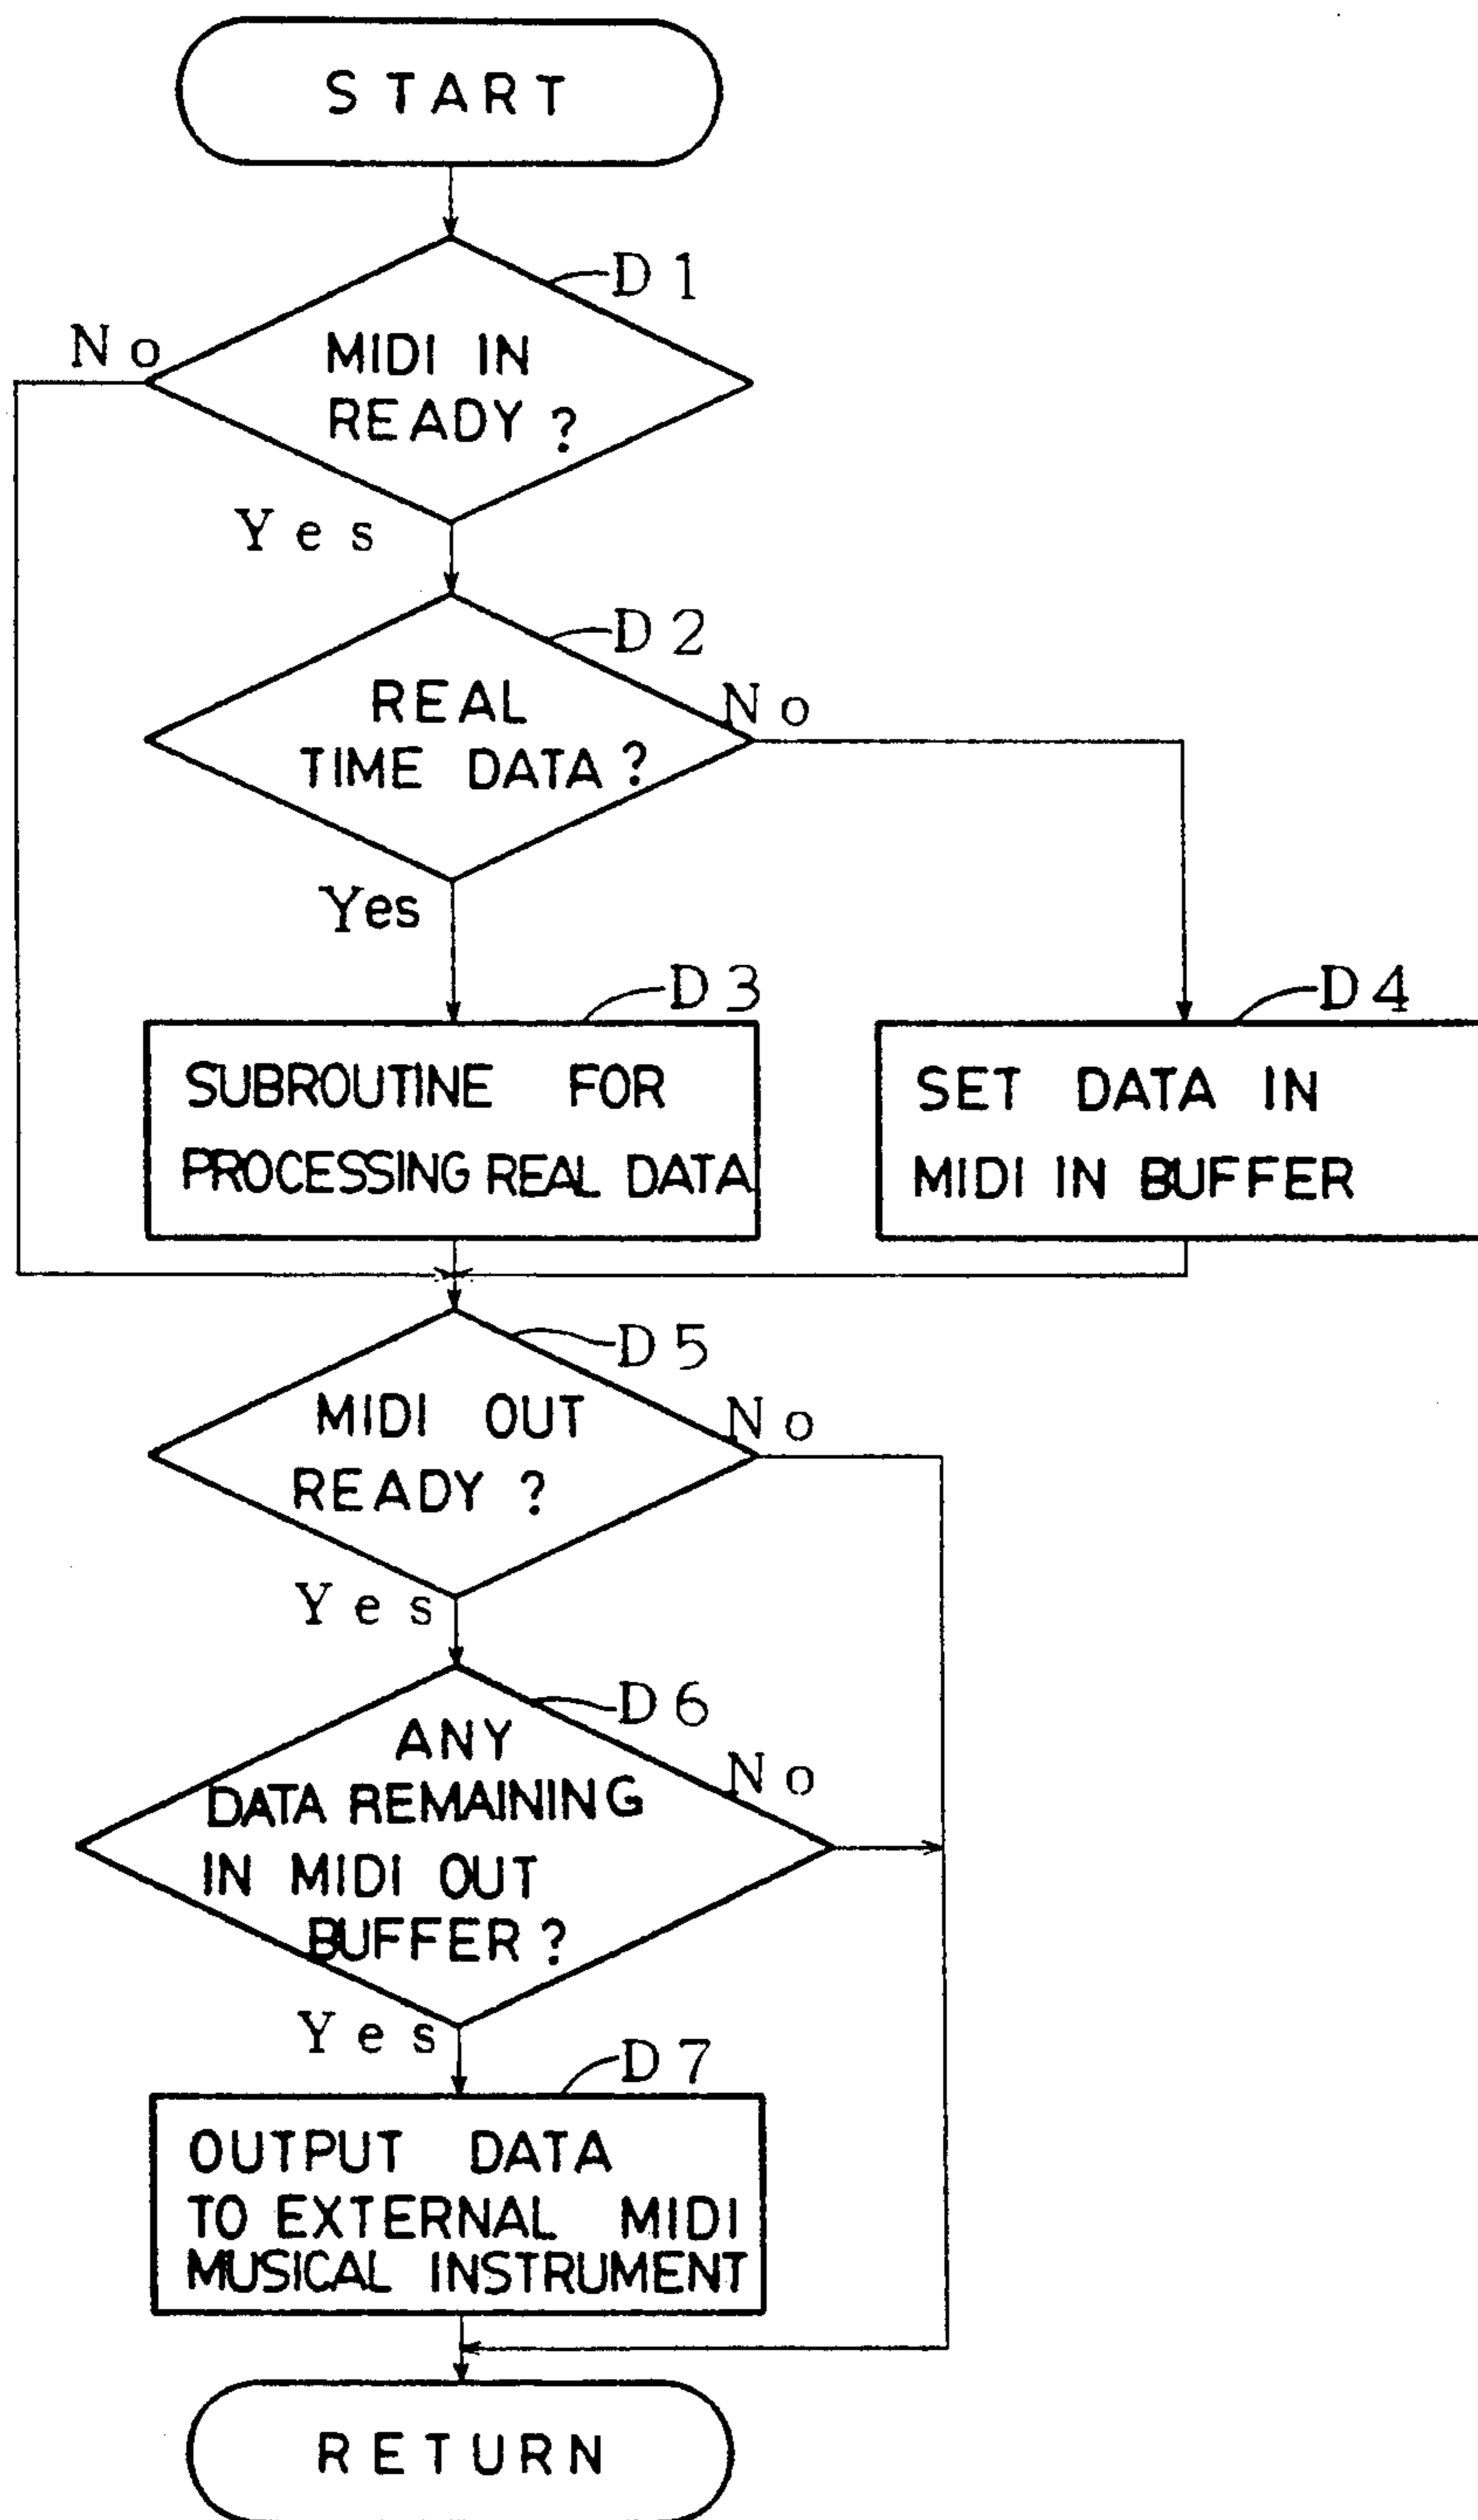 START
D1
No
MIDI IN
READY?
Yes
D2
No
REAL
TIME DATA?
Yes
D3
D4
SUBROUTINE FOR
PROCESSING REAL DATA
SET DATA IN
MIDI IN BUFFER
D5
No
MIDI OUT
READY?
Yes
D6
No
ANY
DATA REMAINING
IN MIDI OUT
BUFFER?
Yes
D7
OUTPUT DATA
TO EXTERNAL MIDI
MUSICAL INSTRUMENT
RETURN